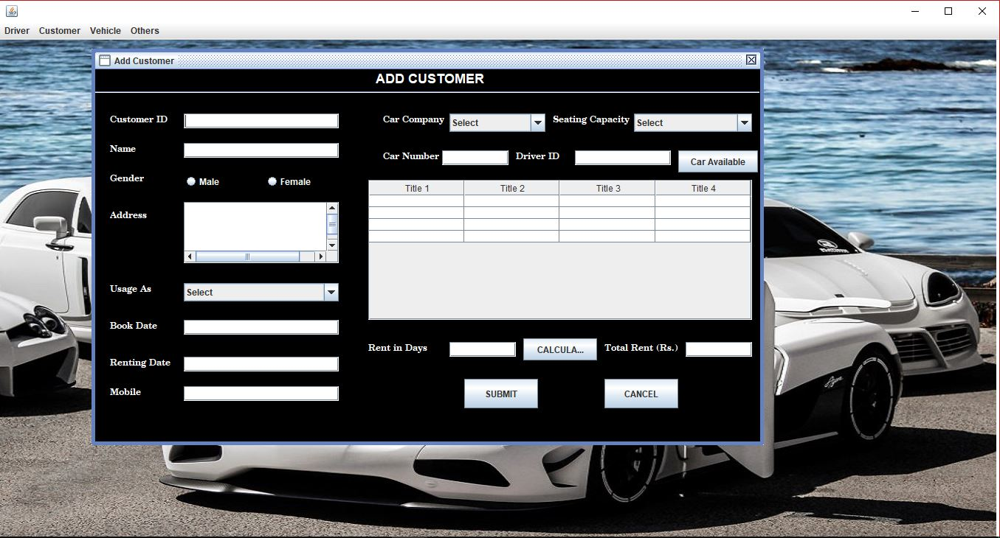 Driver Customer Vehicle Others
Add Customer
ADD CUSTOMER
Customer ID
Name
Gender Male Female
Address
Usage As Select
Book Date
Renting Date
Mobile
Car Company Select Seating Capacity Select
Car Number Driver ID Car Available
Title 1 Title 2 Title 3 Title 4
Rent in Days CALCULA... Total Rent (Rs.)
SUBMIT CANCEL